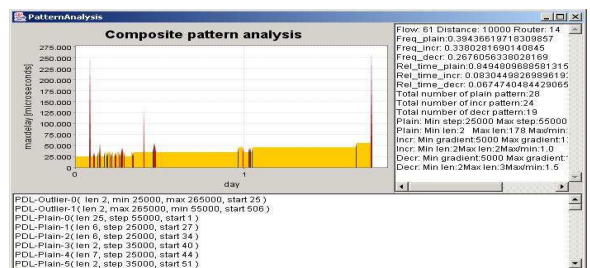 PatternAnalysis
Composite pattern analysis
maxdelay [microseconds]
275.000
250.000
225.000
200.000
175.000
150.000
125.000
100.000
75.000
50.000
25.000
0
0
1
day
Flow: 61 Distance: 10000 Router: 14
Freq_plain:0.39436619718309857
Freq_incr: 0.3380281690140845
Freq_decr: 0.2676056338028169
Rel_time_plain:0.8494809688581315
Rel_time_incr: 0.083044982698961
Rel_time_decr: 0.0674740484429065
Total number of plain pattern:28
Total number of incr pattern:24
Total number of decr pattern:19
Plain: Min step:25000 Max step:55000
Plain: Min len:2 Max len:178 Max/min:
Incr: Min gradient:5000 Max gradient:1
Incr: Min len:2Max len:2Max/min:1.0
Decr: Min gradient:5000 Max gradient:
Decr: Min len:2Max len:3Max/min:1.5
PDL-Outlier-0( len 2, min 25000, max 265000, start 25 )
PDL-Outlier-1( len 2, max 265000, min 55000, start 506 )
PDL-Plain-0( len 25, step 55000, start 1 )
PDL-Plain-1( len 6, step 25000, start 27 )
PDL-Plain-2( len 6, step 25000, start 34 )
PDL-Plain-3( len 2, step 35000, start 40 )
PDL-Plain-4( len 7, step 25000, start 44 )
PDL-Plain-5( len 2, step 35000, start 51 )